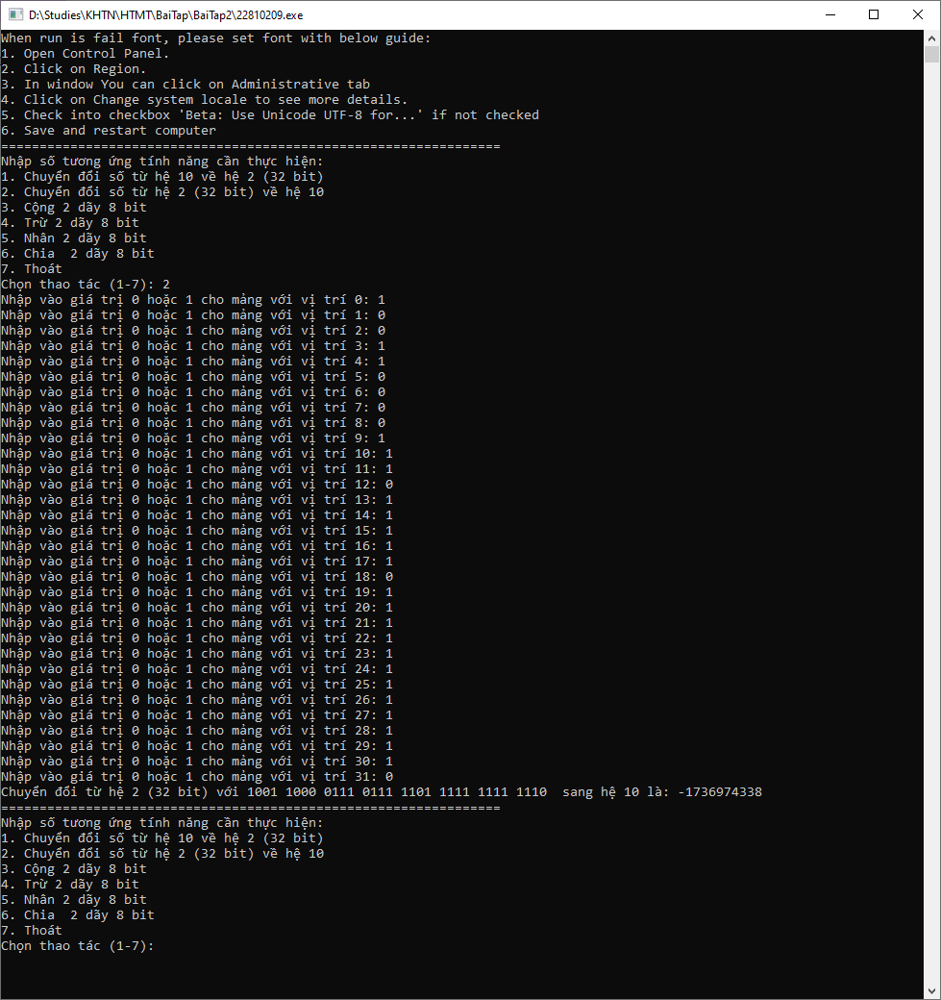 D:\Studies\KHTN\HTMT\BaiTap\BaiTap2\22810209.exe
When run is fail font, please set font with below guide:
1. Open Control Panel.
2. Click on Region.
3. In window You can click on Administrative tab
4. Click on Change system locale to see more details.
5. Check into checkbox 'Beta: Use Unicode UTF-8 for...' if not checked
6. Save and restart computer
=================================================================
Nhập số tương ứng tính năng cần thực hiện:
1. Chuyển đổi số từ hệ 10 về hệ 2 (32 bit)
2. Chuyển đổi số từ hệ 2 (32 bit) về hệ 10
3. Cộng 2 dãy 8 bit
4. Trừ 2 dãy 8 bit
5. Nhân 2 dãy 8 bit
6. Chia  2 dãy 8 bit
7. Thoát
Chọn thao tác (1-7): 2
Nhập vào giá trị 0 hoặc 1 cho mảng với vị trí 0: 1
Nhập vào giá trị 0 hoặc 1 cho mảng với vị trí 1: 0
Nhập vào giá trị 0 hoặc 1 cho mảng với vị trí 2: 0
Nhập vào giá trị 0 hoặc 1 cho mảng với vị trí 3: 1
Nhập vào giá trị 0 hoặc 1 cho mảng với vị trí 4: 1
Nhập vào giá trị 0 hoặc 1 cho mảng với vị trí 5: 0
Nhập vào giá trị 0 hoặc 1 cho mảng với vị trí 6: 0
Nhập vào giá trị 0 hoặc 1 cho mảng với vị trí 7: 0
Nhập vào giá trị 0 hoặc 1 cho mảng với vị trí 8: 0
Nhập vào giá trị 0 hoặc 1 cho mảng với vị trí 9: 1
Nhập vào giá trị 0 hoặc 1 cho mảng với vị trí 10: 1
Nhập vào giá trị 0 hoặc 1 cho mảng với vị trí 11: 1
Nhập vào giá trị 0 hoặc 1 cho mảng với vị trí 12: 0
Nhập vào giá trị 0 hoặc 1 cho mảng với vị trí 13: 1
Nhập vào giá trị 0 hoặc 1 cho mảng với vị trí 14: 1
Nhập vào giá trị 0 hoặc 1 cho mảng với vị trí 15: 1
Nhập vào giá trị 0 hoặc 1 cho mảng với vị trí 16: 1
Nhập vào giá trị 0 hoặc 1 cho mảng với vị trí 17: 1
Nhập vào giá trị 0 hoặc 1 cho mảng với vị trí 18: 0
Nhập vào giá trị 0 hoặc 1 cho mảng với vị trí 19: 1
Nhập vào giá trị 0 hoặc 1 cho mảng với vị trí 20: 1
Nhập vào giá trị 0 hoặc 1 cho mảng với vị trí 21: 1
Nhập vào giá trị 0 hoặc 1 cho mảng với vị trí 22: 1
Nhập vào giá trị 0 hoặc 1 cho mảng với vị trí 23: 1
Nhập vào giá trị 0 hoặc 1 cho mảng với vị trí 24: 1
Nhập vào giá trị 0 hoặc 1 cho mảng với vị trí 25: 1
Nhập vào giá trị 0 hoặc 1 cho mảng với vị trí 26: 1
Nhập vào giá trị 0 hoặc 1 cho mảng với vị trí 27: 1
Nhập vào giá trị 0 hoặc 1 cho mảng với vị trí 28: 1
Nhập vào giá trị 0 hoặc 1 cho mảng với vị trí 29: 1
Nhập vào giá trị 0 hoặc 1 cho mảng với vị trí 30: 1
Nhập vào giá trị 0 hoặc 1 cho mảng với vị trí 31: 0
Chuyển đổi từ hệ 2 (32 bit) với 1001 1000 0111 0111 1101 1111 1111 1110  sang hệ 10 là: -1736974338
=================================================================
Nhập số tương ứng tính năng cần thực hiện:
1. Chuyển đổi số từ hệ 10 về hệ 2 (32 bit)
2. Chuyển đổi số từ hệ 2 (32 bit) về hệ 10
3. Cộng 2 dãy 8 bit
4. Trừ 2 dãy 8 bit
5. Nhân 2 dãy 8 bit
6. Chia  2 dãy 8 bit
7. Thoát
Chọn thao tác (1-7):